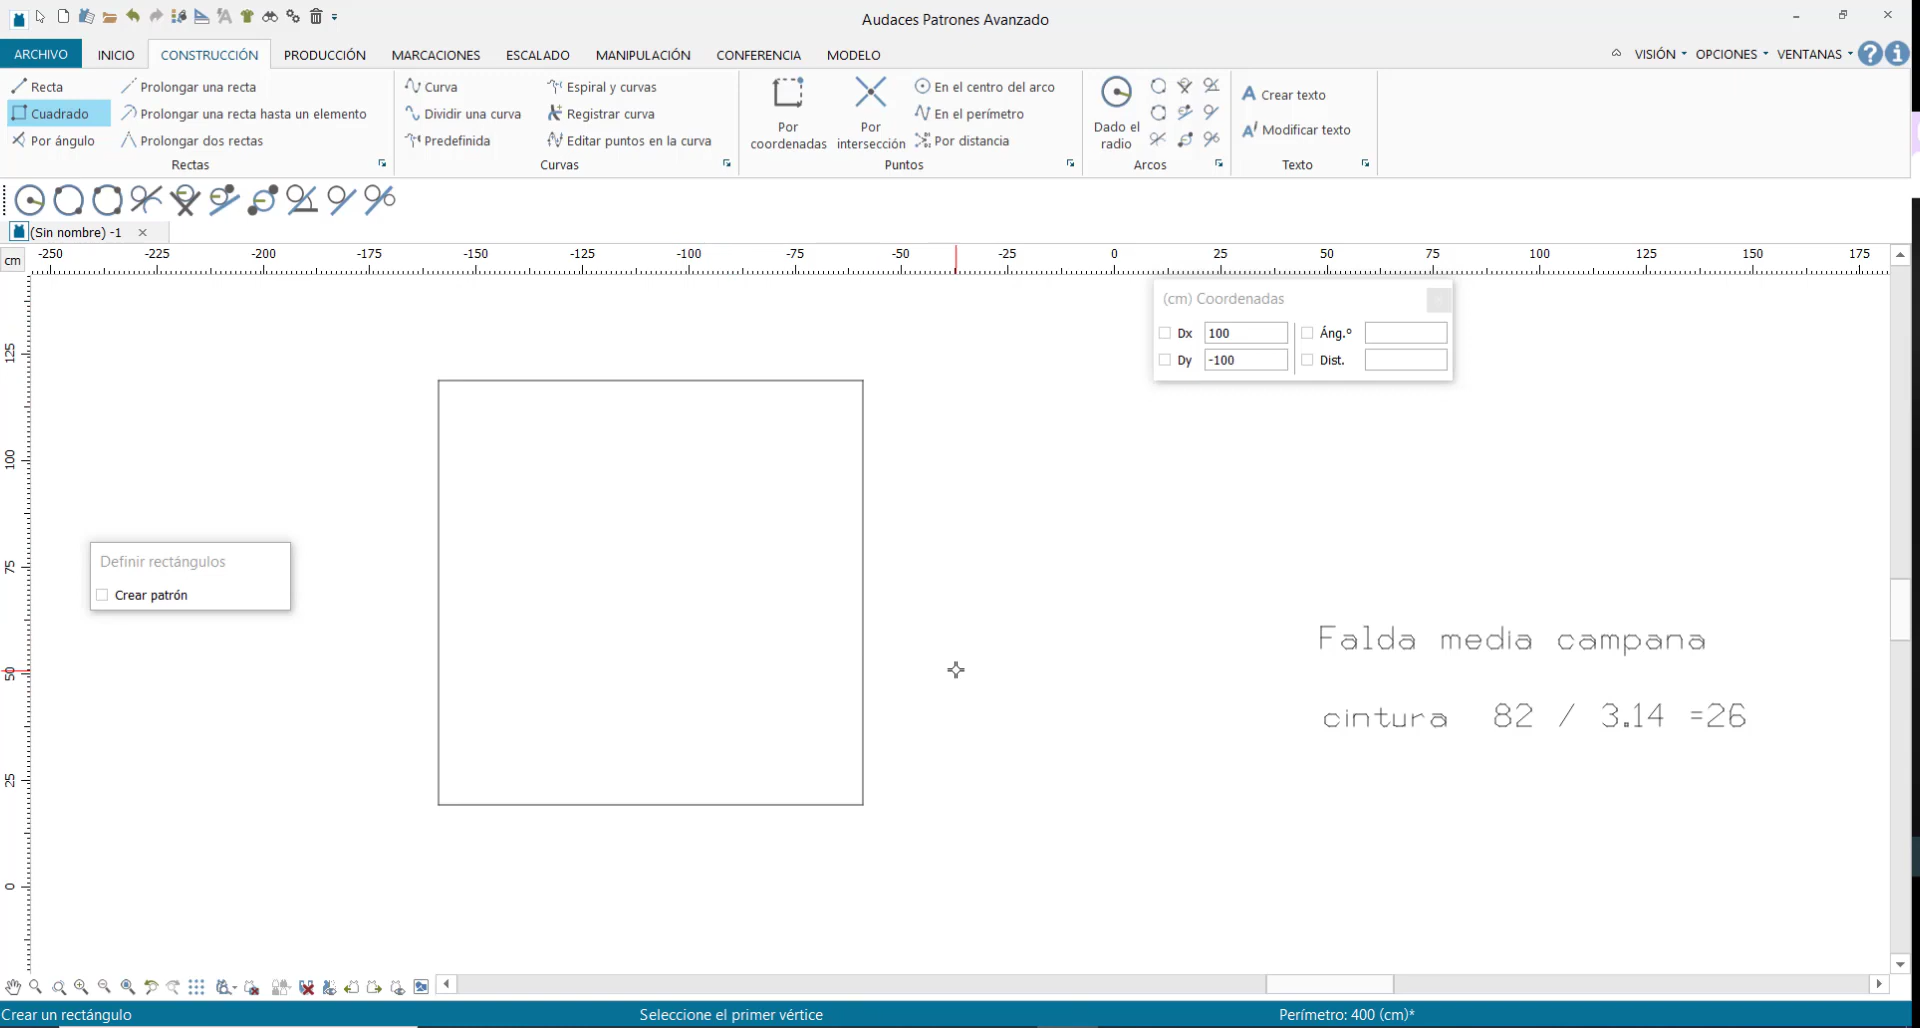 Audaces Patrones Avanzado
ARCHIVO INICIO CONSTRUCCIÓN PRODUCCIÓN MARCACIONES ESCALADO MANIPULACIÓN CONFERENCIA MODELO VISIÓN OPCIONES VENTANAS
Recta Prolongar una recta Curva Espiral y curvas En el centro del arco
Cuadrado Prolongar una recta hasta un elemento Dividir una curva Registrar curva En el perímetro
Por ángulo Prolongar dos rectas Predefinida Editar puntos en la curva Por distancia
Por coordenadas
Por intersección
Dado el radio
Crear texto
Modificar texto
Rectas Curvas Puntos Arcos Texto
(Sin nombre) -1
cm -250 -225 -200 -175 -150 -125 -100 -75 -50 -25 0 25 50 75 100 125 150 175
125
100
75
50
25
0
(cm) Coordenadas
Dx 100 Áng.º
Dy -100 Dist.
Definir rectángulos
Crear patrón
Falda media campana
cintura 82 / 3.14 =26
Crear un rectángulo Seleccione el primer vértice Perímetro: 400 (cm)*